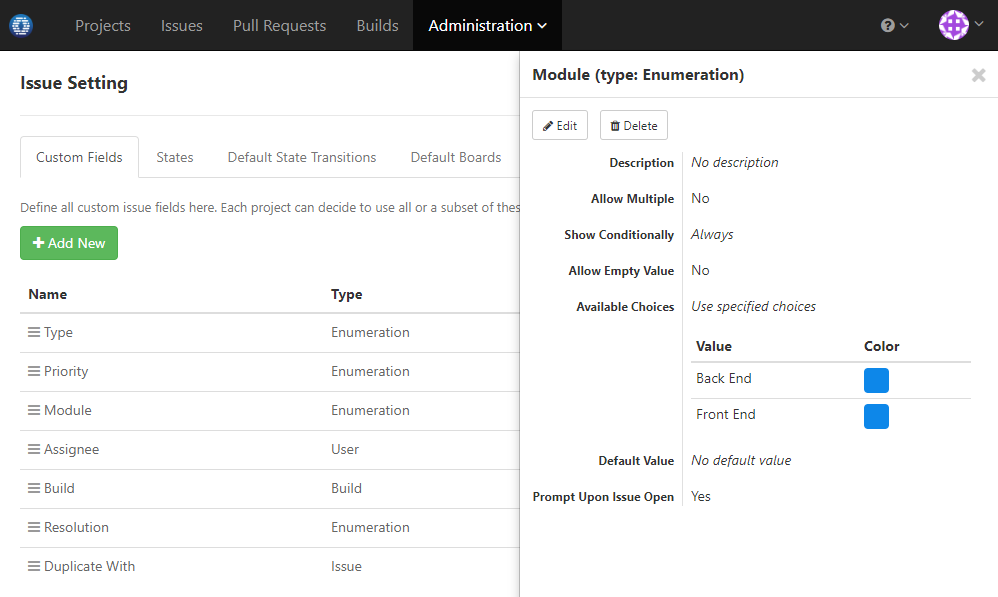 Projects Issues Pull Requests Builds Administration
Issue Setting
Custom Fields States Default State Transitions Default Boards
Define all custom issue fields here. Each project can decide to use all or a subset of thes
Add New
Name Type
Type Enumeration
Priority Enumeration
Module Enumeration
Assignee User
Build Build
Resolution Enumeration
Duplicate With Issue
Module (type: Enumeration)
Edit Delete
Description No description
Allow Multiple No
Show Conditionally Always
Allow Empty Value No
Available Choices Use specified choices
Value Color
Back End
Front End
Default Value No default value
Prompt Upon Issue Open Yes